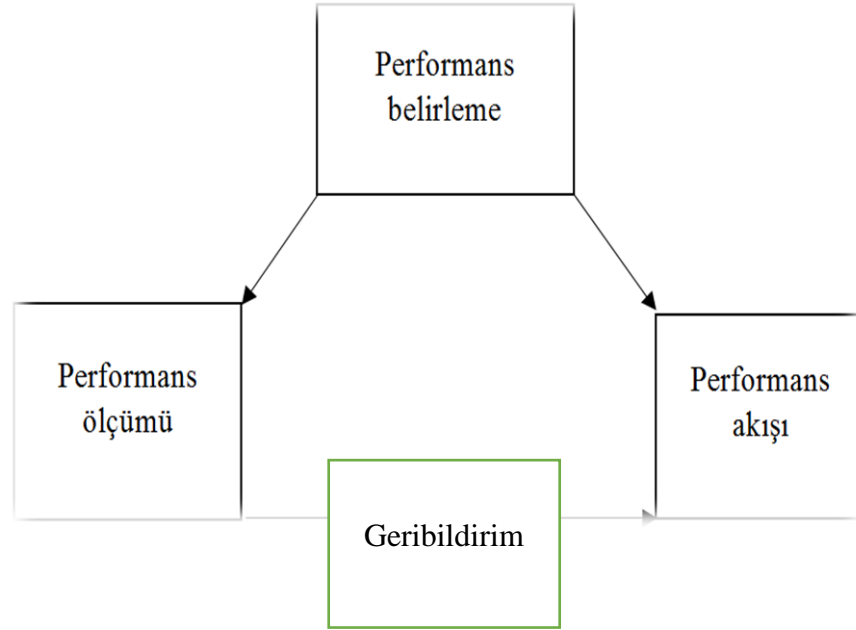 Performans
belirleme
Performans
ölçümü
Performans
akışı
Geribildirim